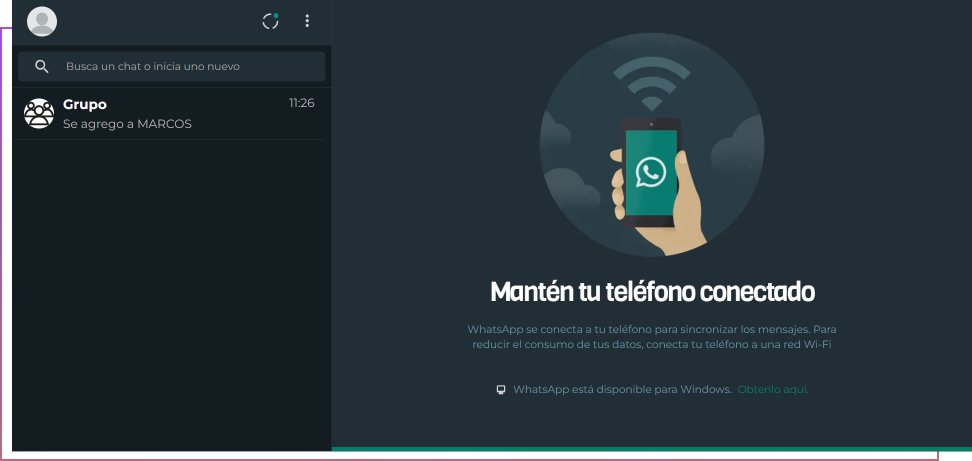 Busca un chat o inicia uno nuevo
Grupo 11:26
Se agrego a MARCOS
Mantén tu teléfono conectado
WhatsApp se conecta a tu teléfono para sincronizar los mensajes. Para
reducir el consumo de tus datos, conecta tu teléfono a una red Wi-Fi
WhatsApp está disponible para Windows. Obtenlo aquí.